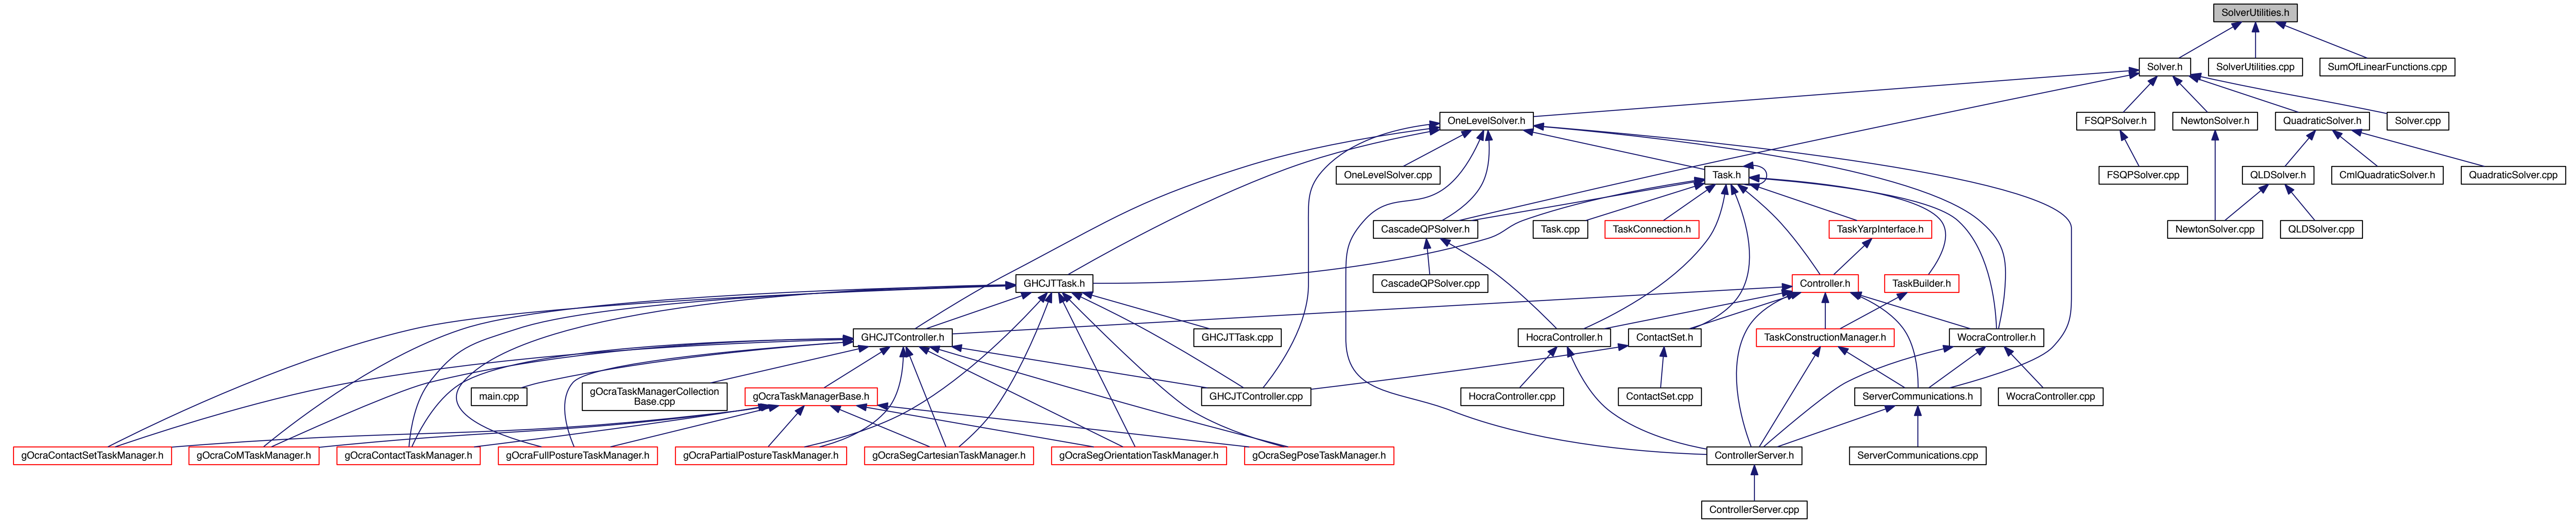 SolverUtilities.h
Solver.h
SolverUtilities.cpp
SumOfLinearFunctions.cpp
OneLevelSolver.h
FSQPSolver.h
NewtonSolver.h
QuadraticSolver.h
Solver.cpp
OneLevelSolver.cpp
Task.h
FSQPSolver.cpp
QLDSolver.h
CmlQuadraticSolver.h
QuadraticSolver.cpp
CascadeQPSolver.h
Task.cpp
TaskConnection.h
TaskYarpInterface.h
NewtonSolver.cpp
QLDSolver.cpp
GHCJTTask.h
CascadeQPSolver.cpp
Controller.h
TaskBuilder.h
GHCJTController.h
GHCJTTask.cpp
HocraController.h
ContactSet.h
TaskConstructionManager.h
WocraController.h
main.cpp
gOcraTaskManagerCollection
Base.cpp
gOcraTaskManagerBase.h
GHCJTController.cpp
HocraController.cpp
ContactSet.cpp
ServerCommunications.h
WocraController.cpp
gOcraContactSetTaskManager.h
gOcraCoMTaskManager.h
gOcraContactTaskManager.h
gOcraFullPostureTaskManager.h
gOcraPartialPostureTaskManager.h
gOcraSegCartesianTaskManager.h
gOcraSegOrientationTaskManager.h
gOcraSegPoseTaskManager.h
ControllerServer.h
ServerCommunications.cpp
ControllerServer.cpp